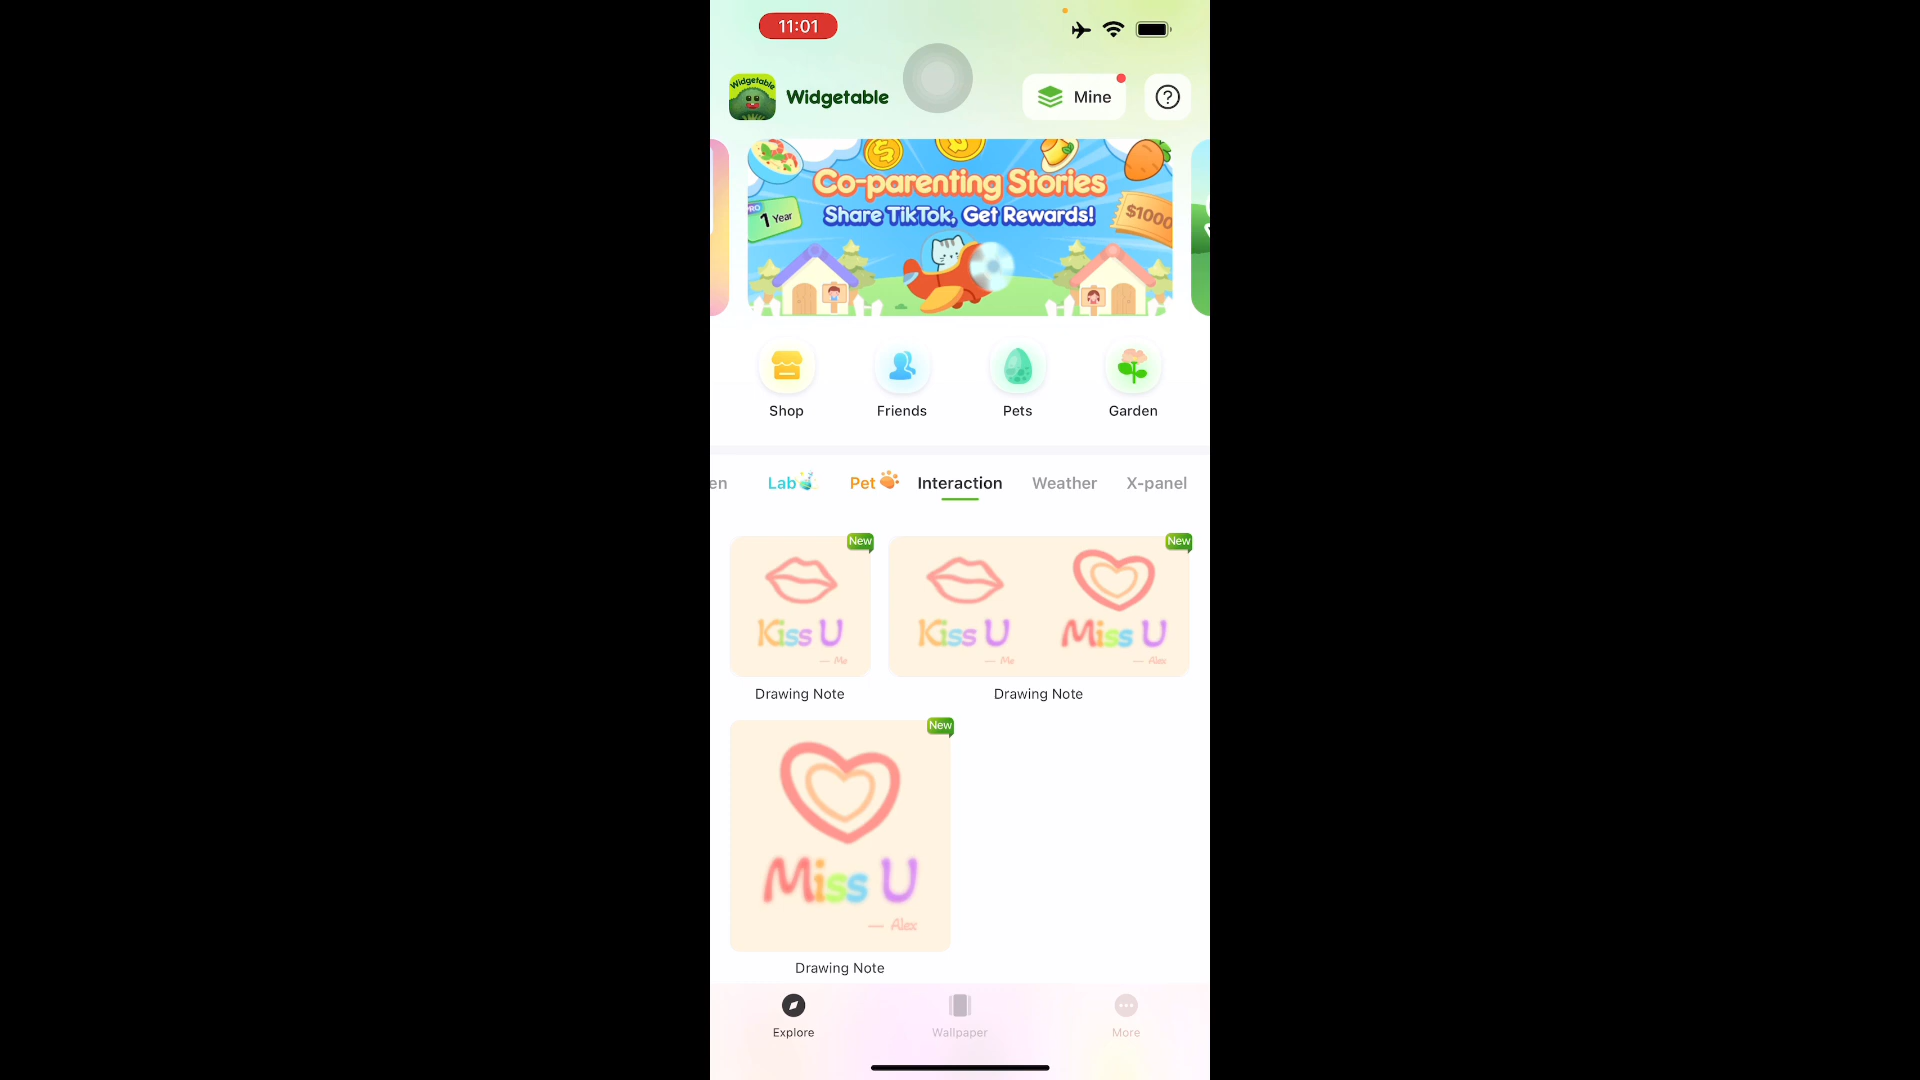 11:01
Widgetable
Widgetable
Mine
Co-parenting Stories
Share TikTok, Get Rewards!
PRO
1 Year
$1000
Shop
Friends
Pets
Garden
en
Lab
Pet
Interaction
Weather
X-panel
New
New
Kiss U
— Me
Kiss U
— Me
Miss U
— Alex
Drawing Note
Drawing Note
New
Miss U
— Alex
Drawing Note
Explore
Wallpaper
More